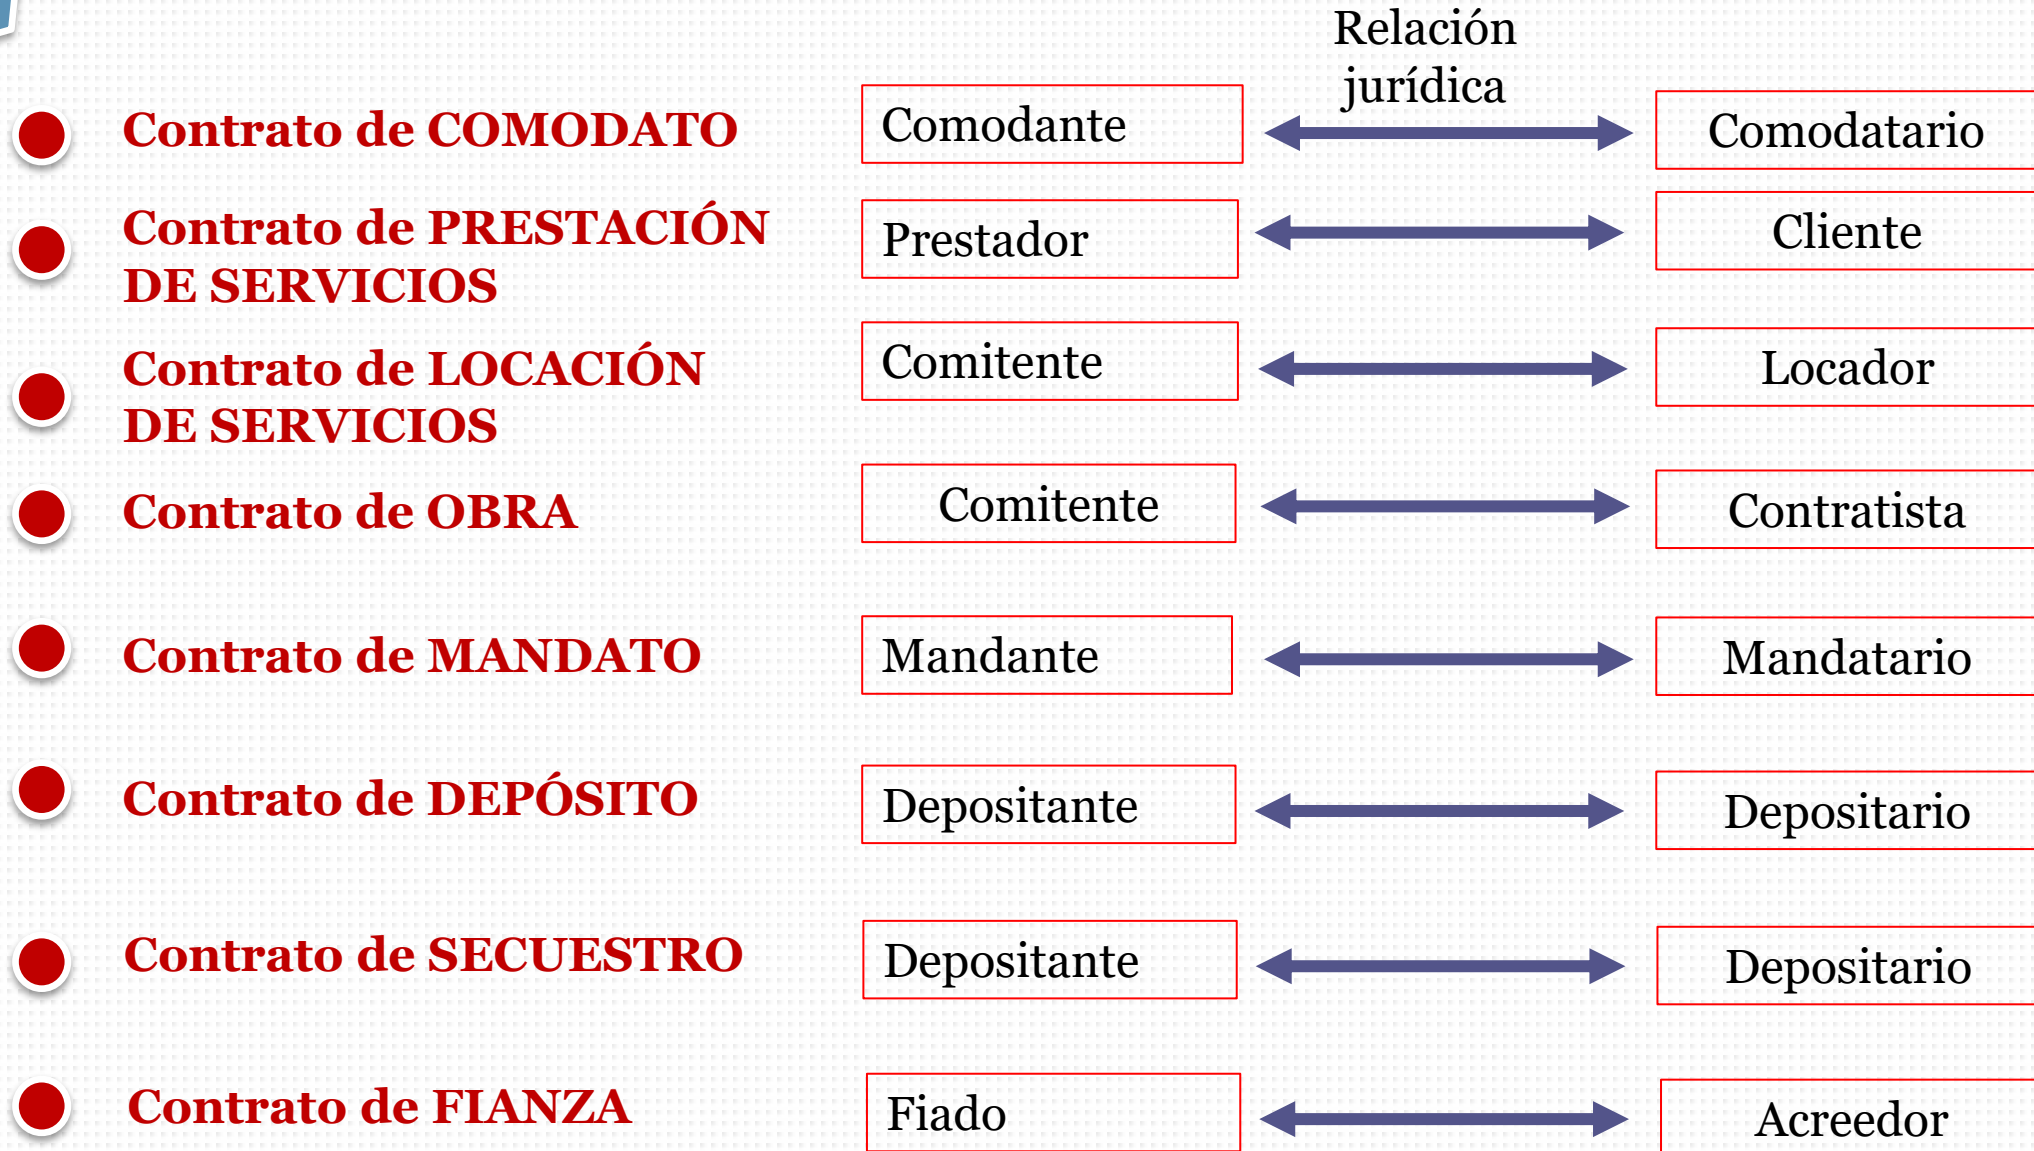 Relación
jurídica
Contrato de COMODATO
Comodante
Comodatario
Contrato de PRESTACIÓN
DE SERVICIOS
Prestador
Cliente
Contrato de LOCACIÓN
DE SERVICIOS
Comitente
Locador
Contrato de OBRA
Comitente
Contratista
Contrato de MANDATO
Mandante
Mandatario
Contrato de DEPÓSITO
Depositante
Depositario
Contrato de SECUESTRO
Depositante
Depositario
Contrato de FIANZA
Fiado
Acreedor